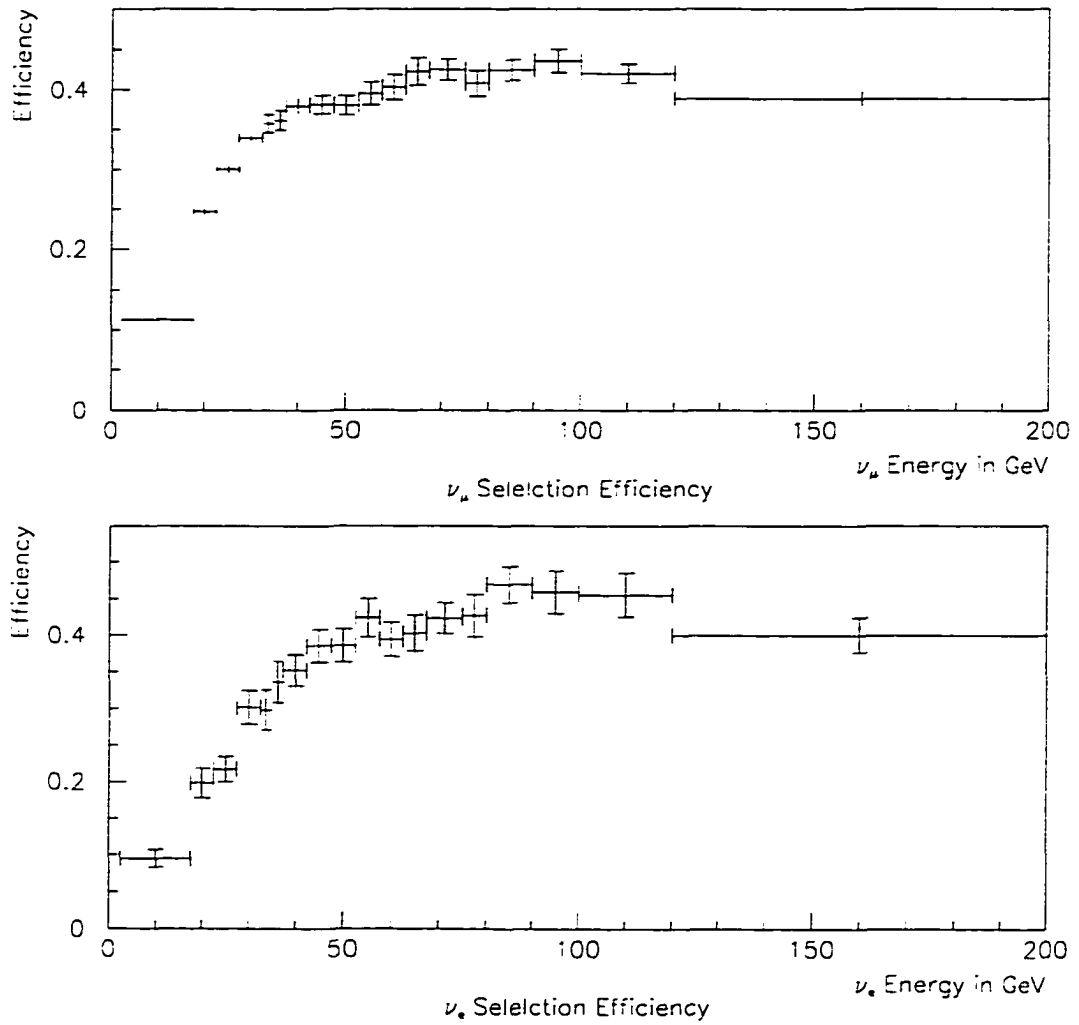 Efficiency
0.4
0.2
0
0 50 100 150 200
ν_μ Energy in GeV
ν_μ Selelction Efficiency
Efficiency
0.4
0.2
0
0 50 100 150 200
ν_e Energy in GeV
ν_e Selelction Efficiency